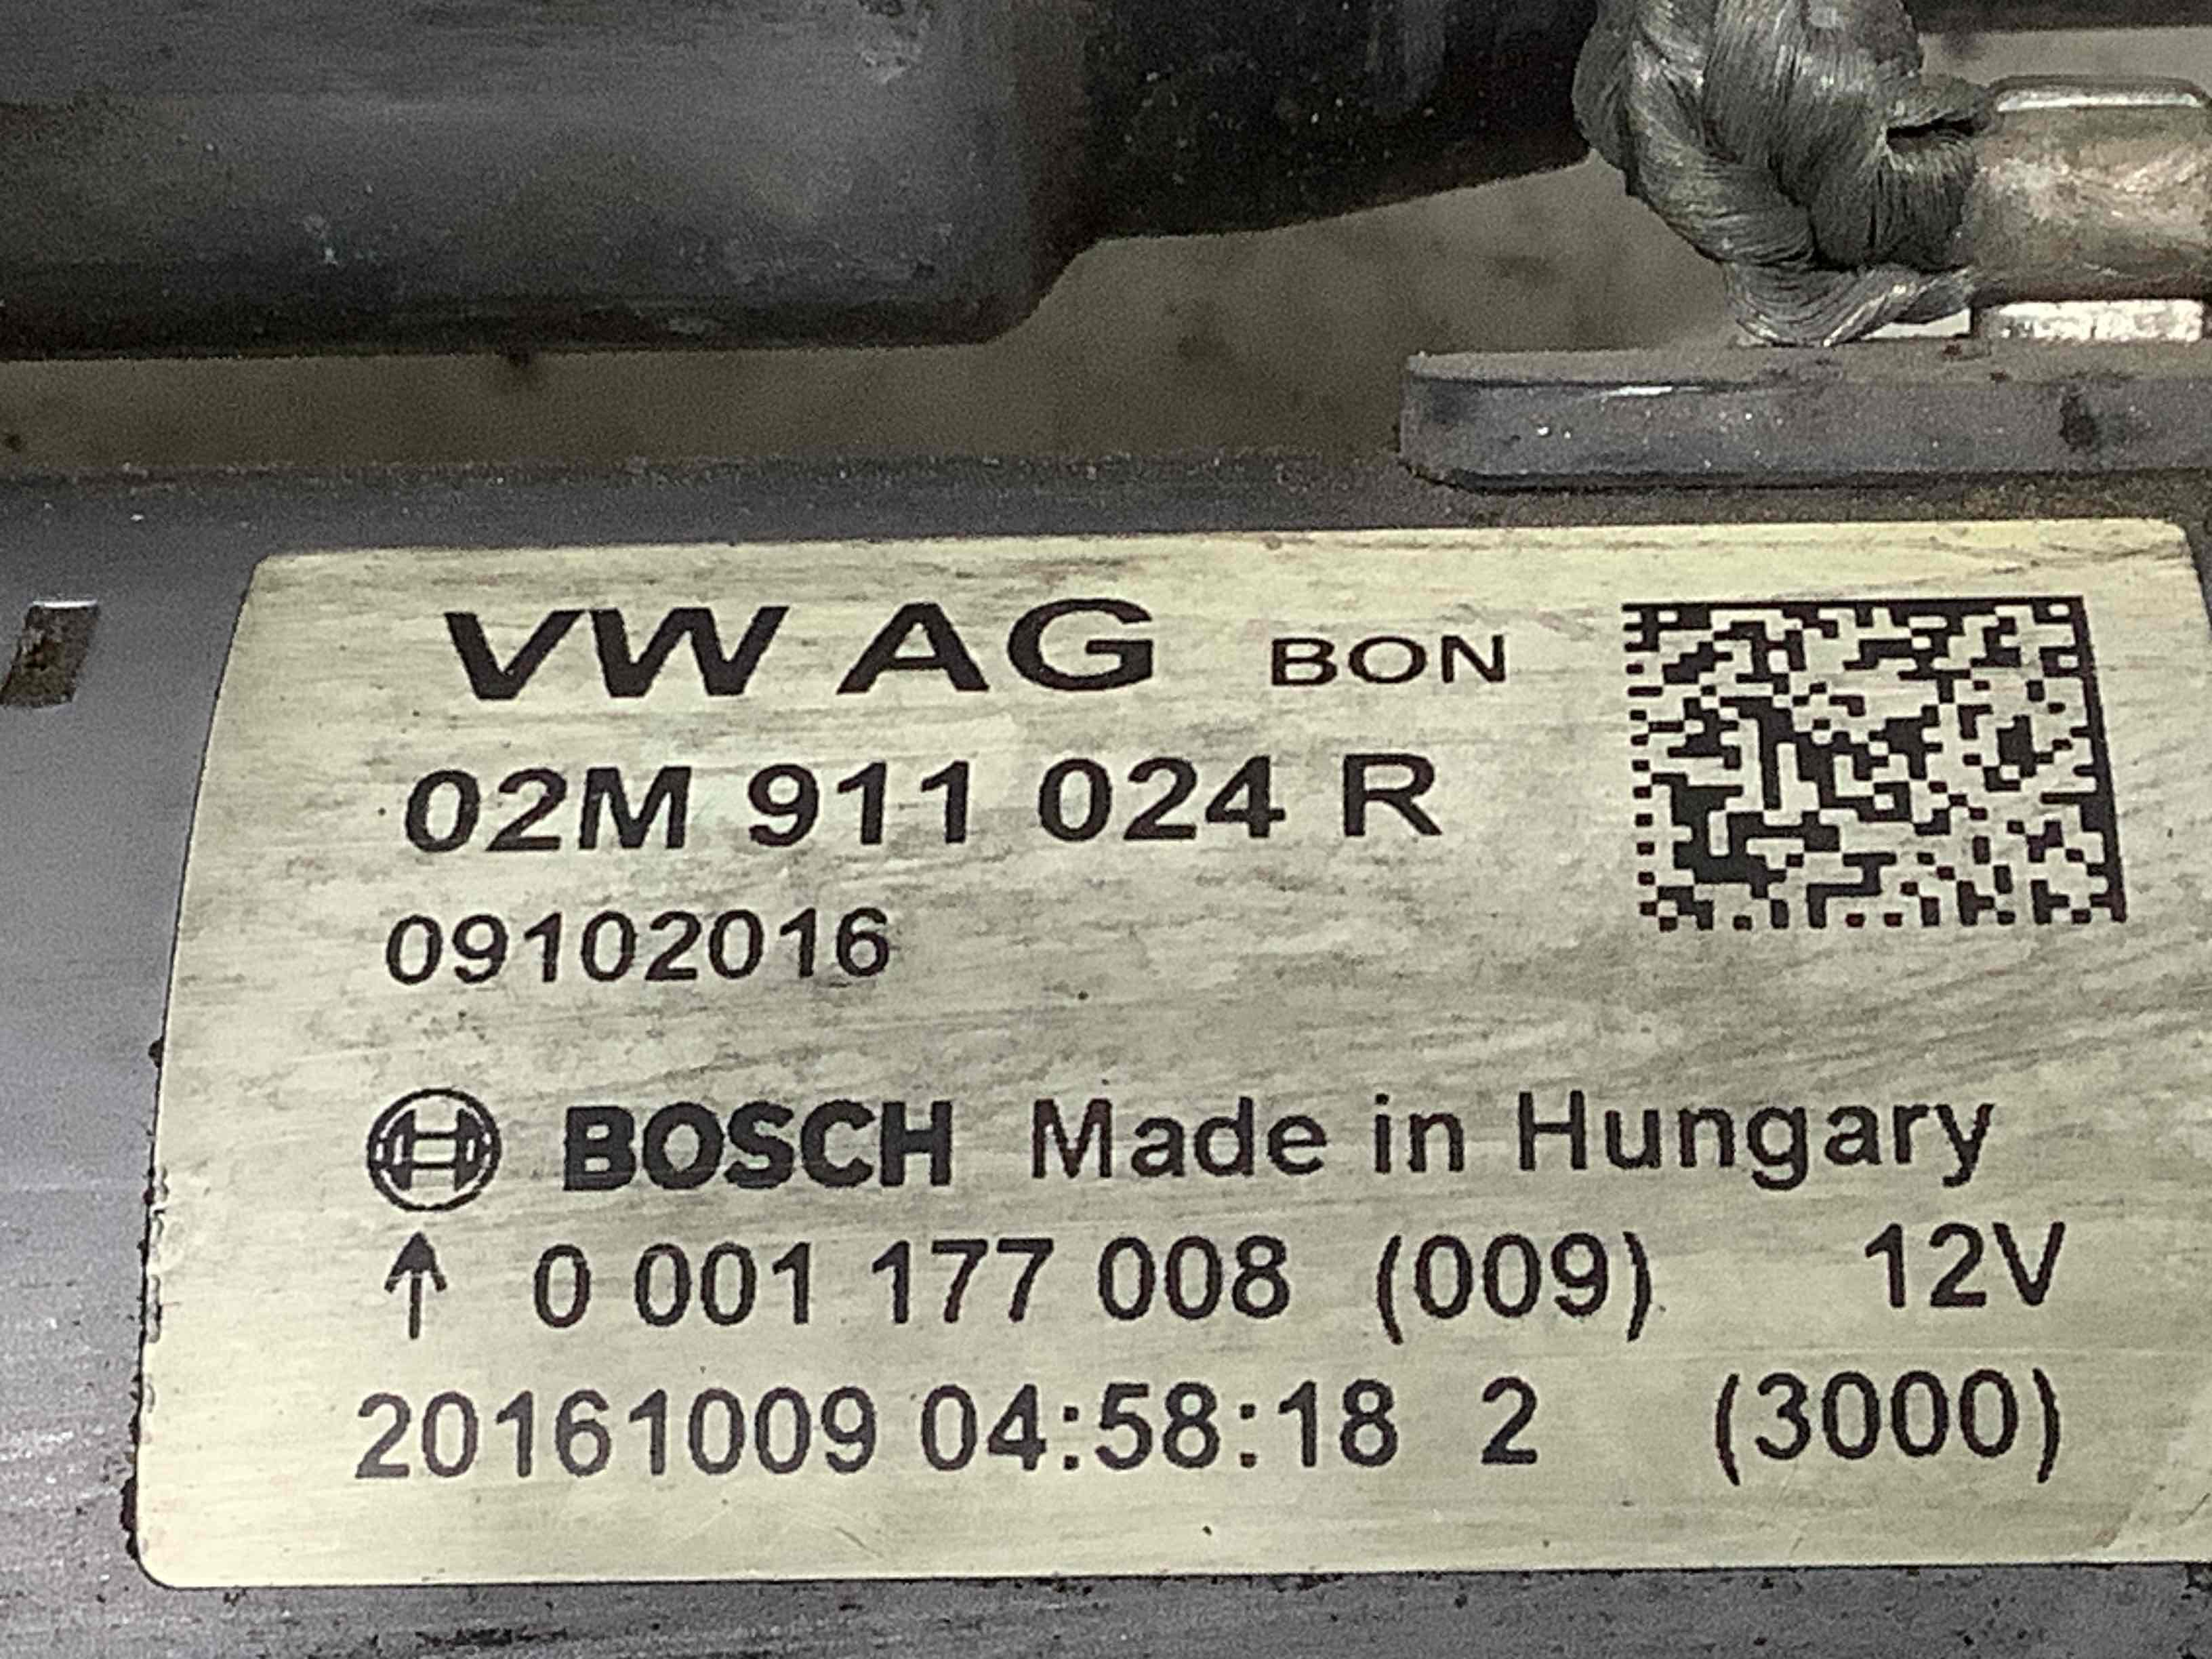 VW AG BON
02M 911 024 R
09102016
BOSCH Made in Hungary
↑ 0 001 177 008 (009) 12V
20161009 04:58:18 2 (3000)